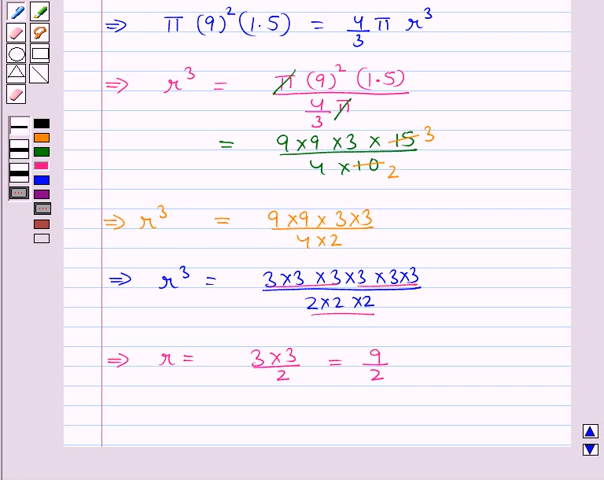 ⇒ π (9)² (1.5) = 4/3 π r³
⇒ r³ = π (9)² (1.5) / 4/3 π
= 9×9×3×15 3 / 4×10 2
⇒ r³ = 9×9×3×3 / 4×2
⇒ r³ = 3×3×3×3×3×3 / 2×2×2
⇒ r = 3×3 / 2 = 9/2